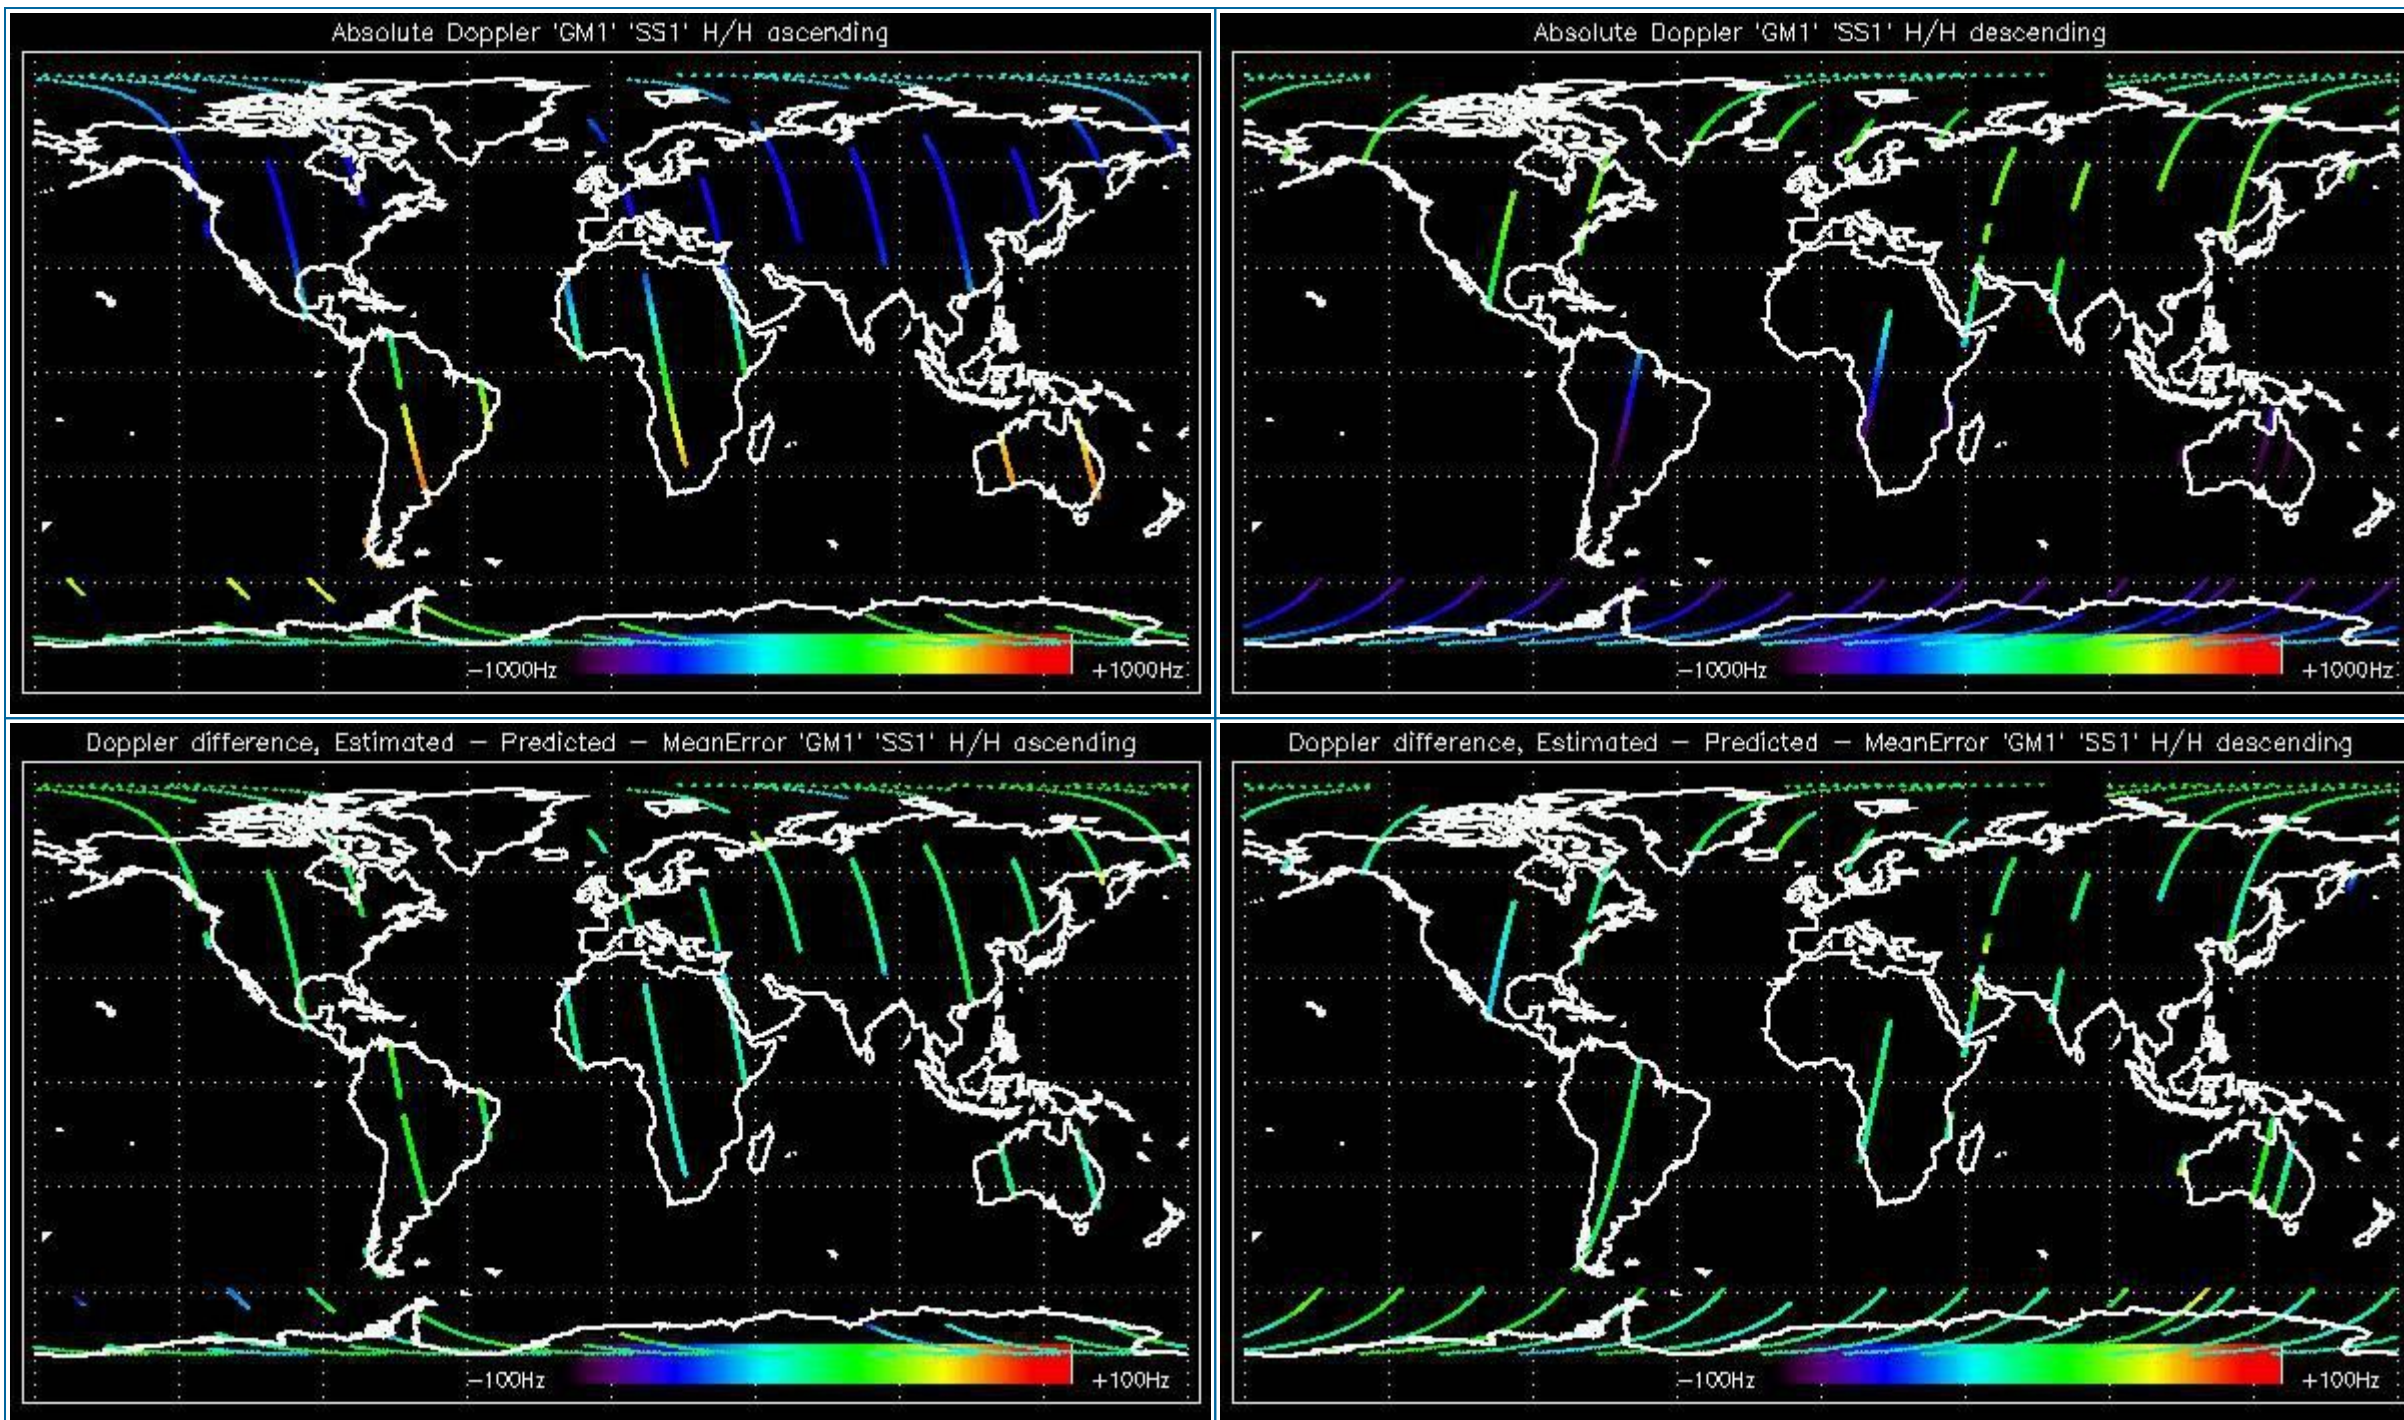 Absolute Doppler 'GM1' 'SS1' H/H ascending
−1000Hz
+1000Hz
Absolute Doppler 'GM1' 'SS1' H/H descending
−1000Hz
+1000Hz
Doppler difference, Estimated − Predicted − MeanError 'GM1' 'SS1' H/H ascending
−100Hz
+100Hz
Doppler difference, Estimated − Predicted − MeanError 'GM1' 'SS1' H/H descending
−100Hz
+100Hz